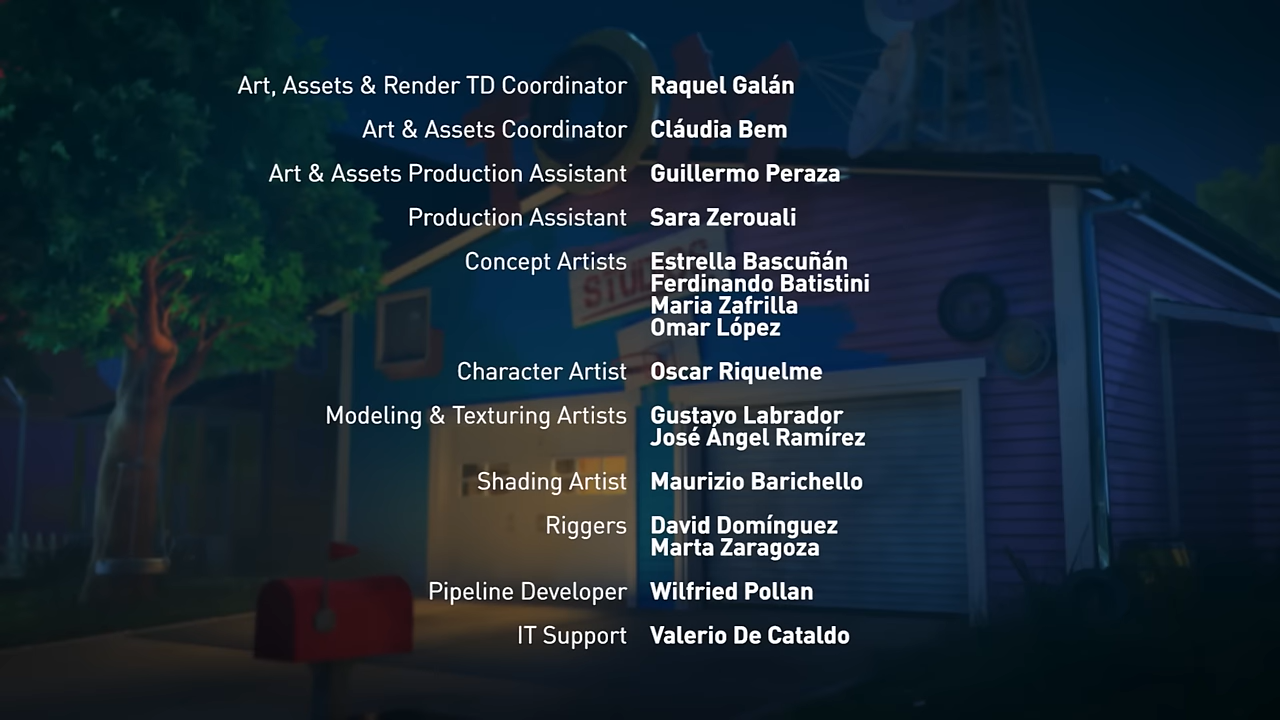 TOM
STUDIOS
Art, Assets & Render TD Coordinator Raquel Galán
Art & Assets Coordinator Cláudia Bem
Art & Assets Production Assistant Guillermo Peraza
Production Assistant Sara Zerouali
Concept Artists Estrella Bascuñán
Ferdinando Batistini
Maria Zafrilla
Omar López
Character Artist Oscar Riquelme
Modeling & Texturing Artists Gustavo Labrador
José Ángel Ramírez
Shading Artist Maurizio Barichello
Riggers David Domínguez
Marta Zaragoza
Pipeline Developer Wilfried Pollan
IT Support Valerio De Cataldo